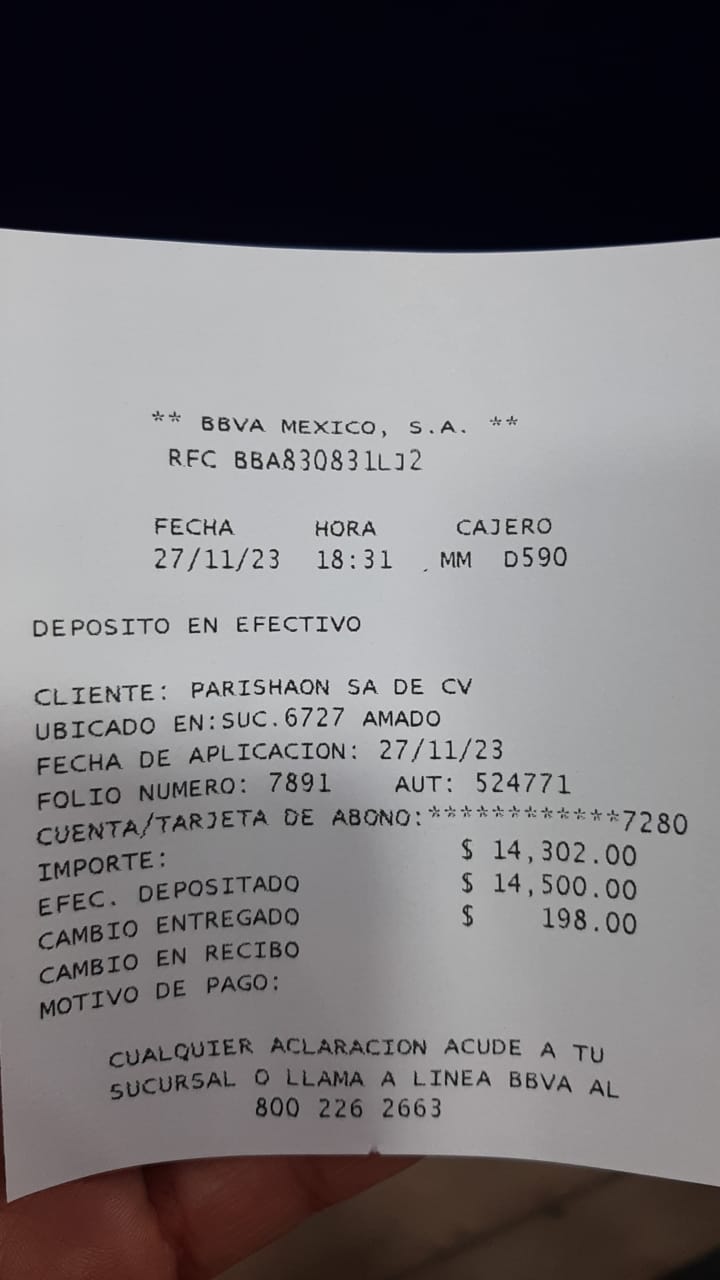 ** BBVA MEXICO, S.A. **
RFC BBA830831LJ2
FECHA HORA CAJERO
27/11/23 18:31 MM D590
DEPOSITO EN EFECTIVO
CLIENTE: PARISHAON SA DE CV
UBICADO EN:SUC.6727 AMADO
FECHA DE APLICACION: 27/11/23
FOLIO NUMERO: 7891 AUT: 524771
CUENTA/TARJETA DE ABONO:************7280
IMPORTE: $ 14,302.00
EFEC. DEPOSITADO $ 14,500.00
CAMBIO ENTREGADO $ 198.00
CAMBIO EN RECIBO
MOTIVO DE PAGO:
CUALQUIER ACLARACION ACUDE A TU
SUCURSAL O LLAMA A LINEA BBVA AL
800 226 2663